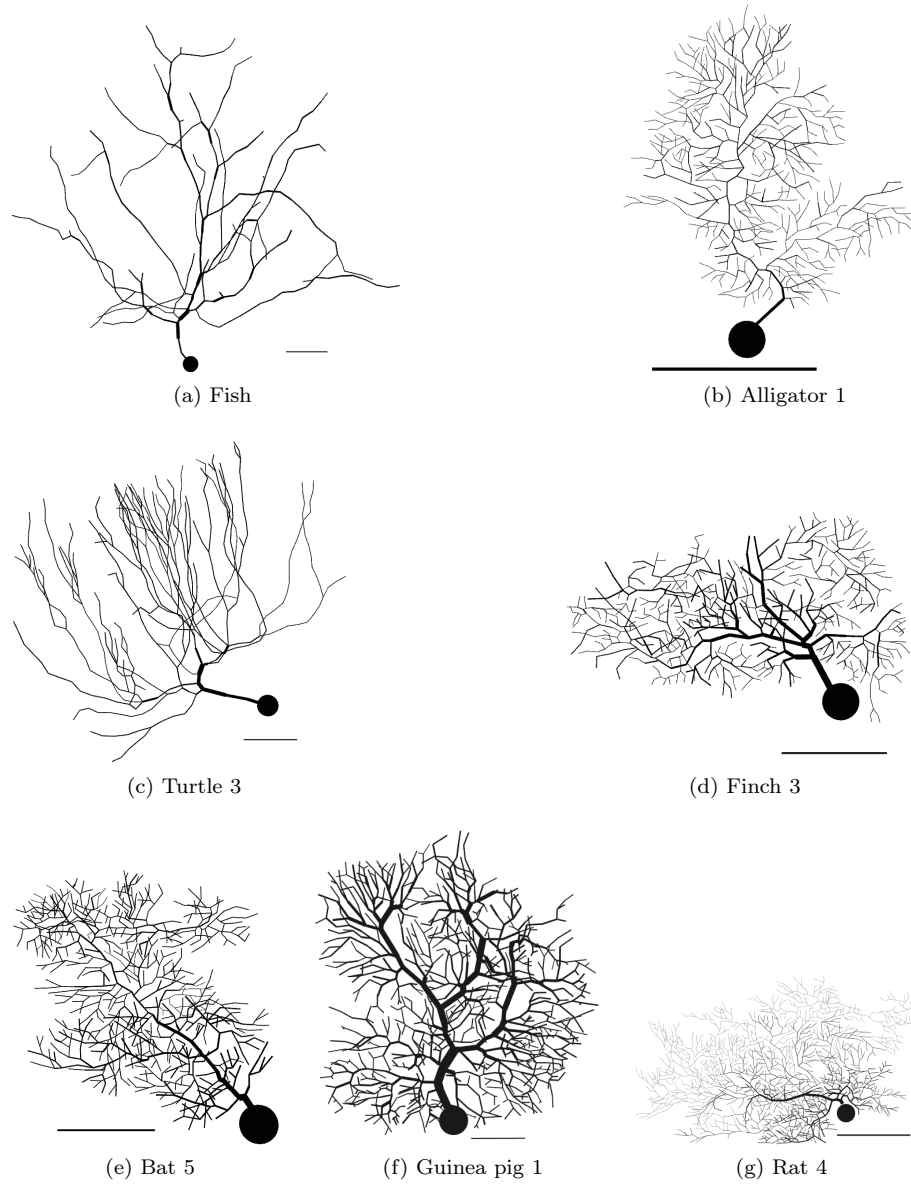 (a) Fish
(b) Alligator 1
(c) Turtle 3
(d) Finch 3
(e) Bat 5
(f) Guinea pig 1
(g) Rat 4